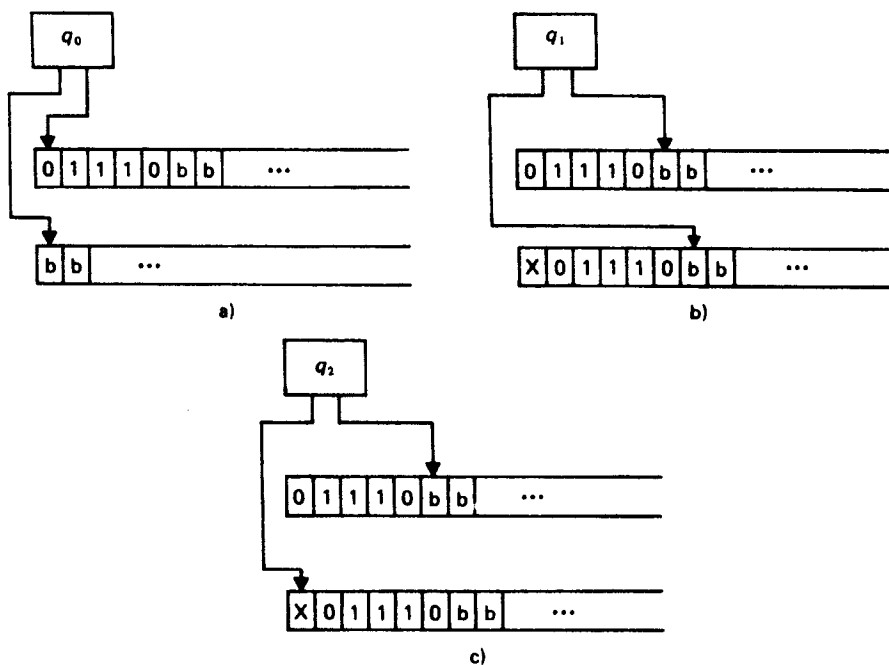 q₀
0 1 1 1 0 b b ...
b b ...
a)
q₁
0 1 1 1 0 b b ...
X 0 1 1 1 0 b b ...
b)
q₂
0 1 1 1 0 b b ...
X 0 1 1 1 0 b b ...
c)